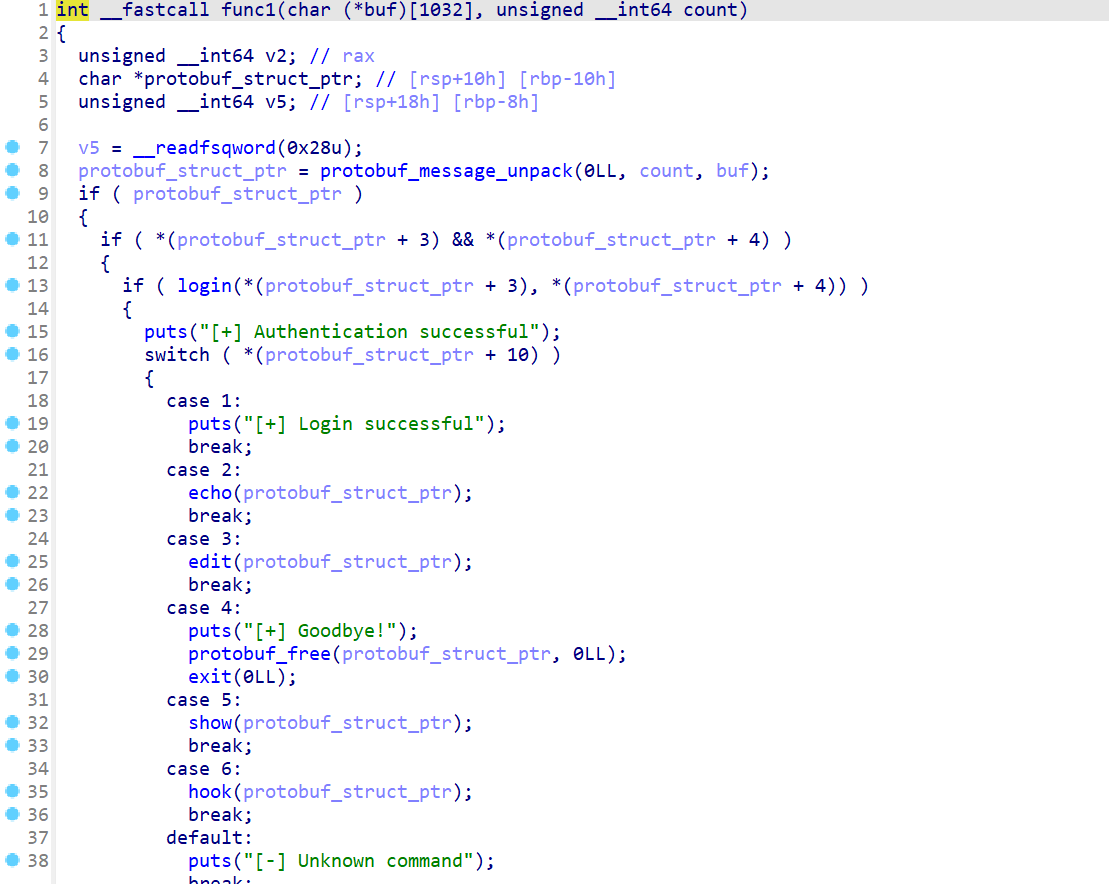 1 int __fastcall func1(char (*buf)[1032], unsigned __int64 count)
2 {
3 unsigned __int64 v2; // rax
4 char *protobuf_struct_ptr; // [rsp+10h] [rbp-10h]
5 unsigned __int64 v5; // [rsp+18h] [rbp-8h]
6
7 v5 = __readfsqword(0x28u);
8 protobuf_struct_ptr = protobuf_message_unpack(0LL, count, buf);
9 if ( protobuf_struct_ptr )
10 {
11 if ( *(protobuf_struct_ptr + 3) && *(protobuf_struct_ptr + 4) )
12 {
13 if ( login(*(protobuf_struct_ptr + 3), *(protobuf_struct_ptr + 4)) )
14 {
15 puts("[+] Authentication successful");
16 switch ( *(protobuf_struct_ptr + 10) )
17 {
18 case 1:
19 puts("[+] Login successful");
20 break;
21 case 2:
22 echo(protobuf_struct_ptr);
23 break;
24 case 3:
25 edit(protobuf_struct_ptr);
26 break;
27 case 4:
28 puts("[+] Goodbye!");
29 protobuf_free(protobuf_struct_ptr, 0LL);
30 exit(0LL);
31 case 5:
32 show(protobuf_struct_ptr);
33 break;
34 case 6:
35 hook(protobuf_struct_ptr);
36 break;
37 default:
38 puts("[-] Unknown command");
break;